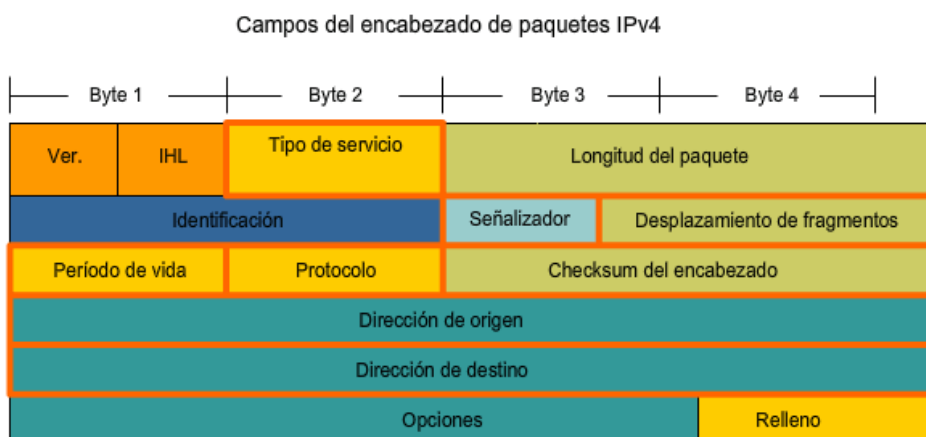 Campos del encabezado de paquetes IPv4
Byte 1 Byte 2 Byte 3 Byte 4
Ver. IHL Tipo de servicio Longitud del paquete
Identificación Señalizador Desplazamiento de fragmentos
Período de vida Protocolo Checksum del encabezado
Dirección de origen
Dirección de destino
Opciones Relleno